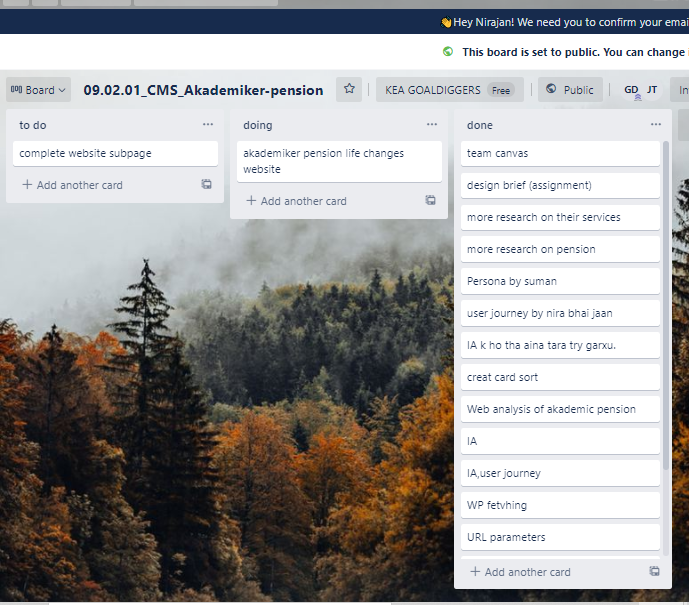 👋Hey Nirajan! We need you to confirm your emai
This board is set to public. You can change
Board 09.02.01_CMS_Akademiker-pension KEA GOALDIGGERS Free Public GD JT In
to do
complete website subpage
+ Add another card
doing
akademiker pension life changes
website
+ Add another card
done
team canvas
design brief (assignment)
more research on their services
more research on pension
Persona by suman
user journey by nira bhai jaan
IA k ho tha aina tara try garxu.
creat card sort
Web analysis of akademic pension
IA
IA,user journey
WP fetvhing
URL parameters
+ Add another card